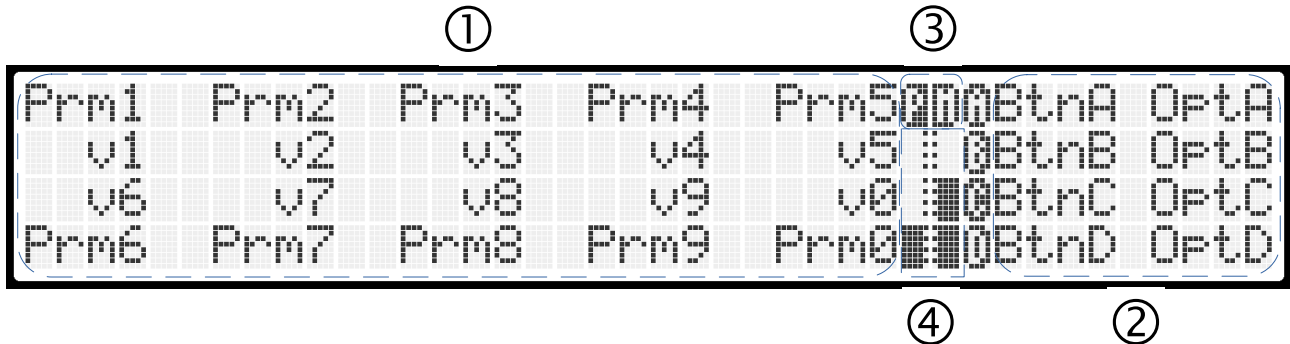 ① ③
Prm1 Prm2 Prm3 Prm4 Prm5 BtnA OptA
v1 v2 v3 v4 v5 BtnB OptB
v6 v7 v8 v9 v0 BtnC OptC
Prm6 Prm7 Prm8 Prm9 Prm0 BtnD OptD
④ ②